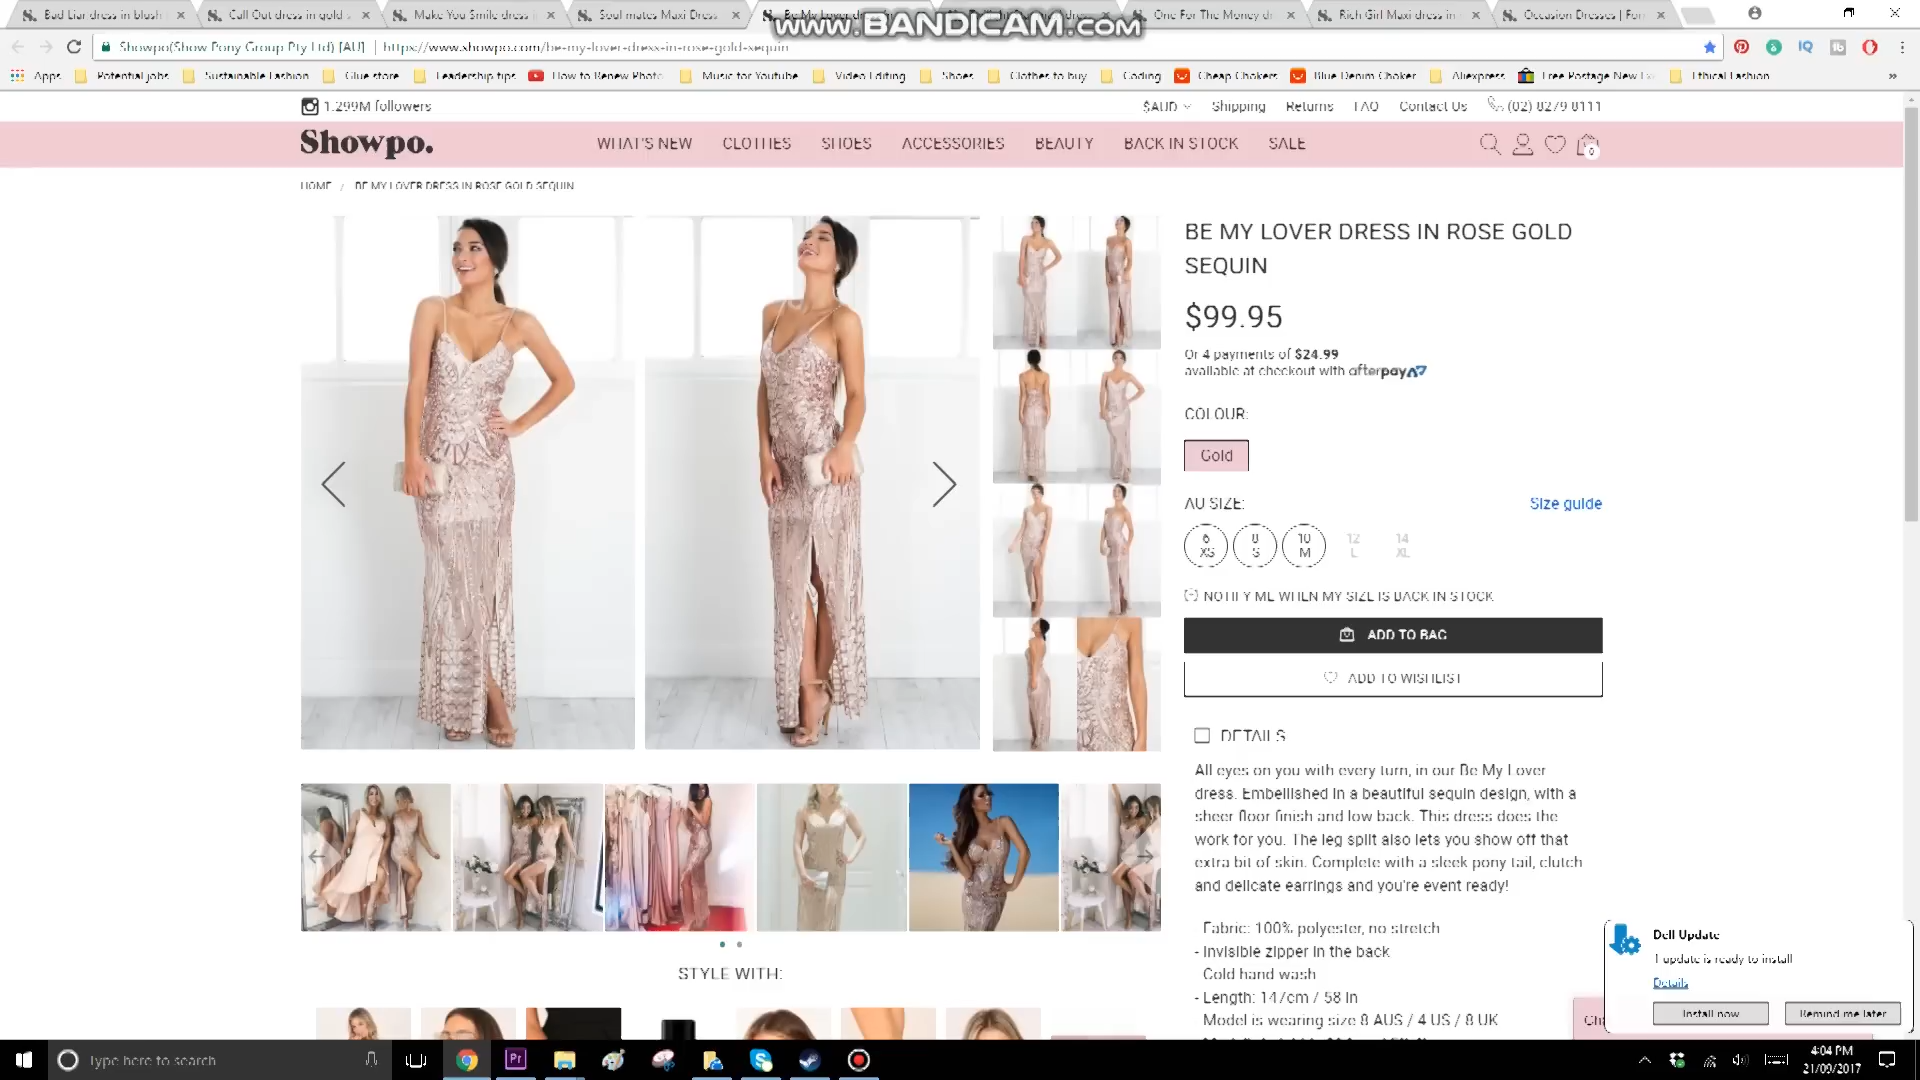 Bad Liar dress in blush
Call Out dress in gold
Make You Smile dress
Soul mates Maxi Dress
Be My Lover
One For The Money dr
Rich Girl Maxi dress in
Occasion Dresses | For
www.BANDICAM.com
Showpo(Show Pony Group Pty Ltd) [AU] | https://www.showpo.com/be-my-lover-dress-in-rose-gold-sequin
Apps Potential jobs Sustainable Fashion Glue store Leadership tips How to Renew Photo Music for Youtube Video Editing Shoes Clothes to buy Coding Cheap Chokers Blue Denim Choker Aliexpress Free Postage New Ethical Fashion »
1.299M followers
$AUD Shipping Returns FAQ Contact Us (02) 8279 8111
Showpo.
WHAT'S NEW CLOTHES SHOES ACCESSORIES BEAUTY BACK IN STOCK SALE
0
HOME / BE MY LOVER DRESS IN ROSE GOLD SEQUIN
BE MY LOVER DRESS IN ROSE GOLD
SEQUIN
$99.95
Or 4 payments of $24.99
available at checkout with afterpay
COLOUR:
Gold
AU SIZE: Size guide
6 8 10 12 14
XS S M L XL
NOTIFY ME WHEN MY SIZE IS BACK IN STOCK
ADD TO BAG
ADD TO WISHLIST
DETAILS
All eyes on you with every turn, in our Be My Lover
dress. Embellished in a beautiful sequin design, with a
sheer floor finish and low back. This dress does the
work for you. The leg split also lets you show off that
extra bit of skin. Complete with a sleek pony tail, clutch
and delicate earrings and you're event ready!
- Fabric: 100% polyester, no stretch
- Invisible zipper in the back
Cold hand wash
- Length: 147cm / 58 in
Model is wearing size 8 AUS / 4 US / 8 UK
STYLE WITH:
Dell Update
1 update is ready to install
Details
Install now Remind me later
Type here to search
Pr
4:04 PM
21/09/2017